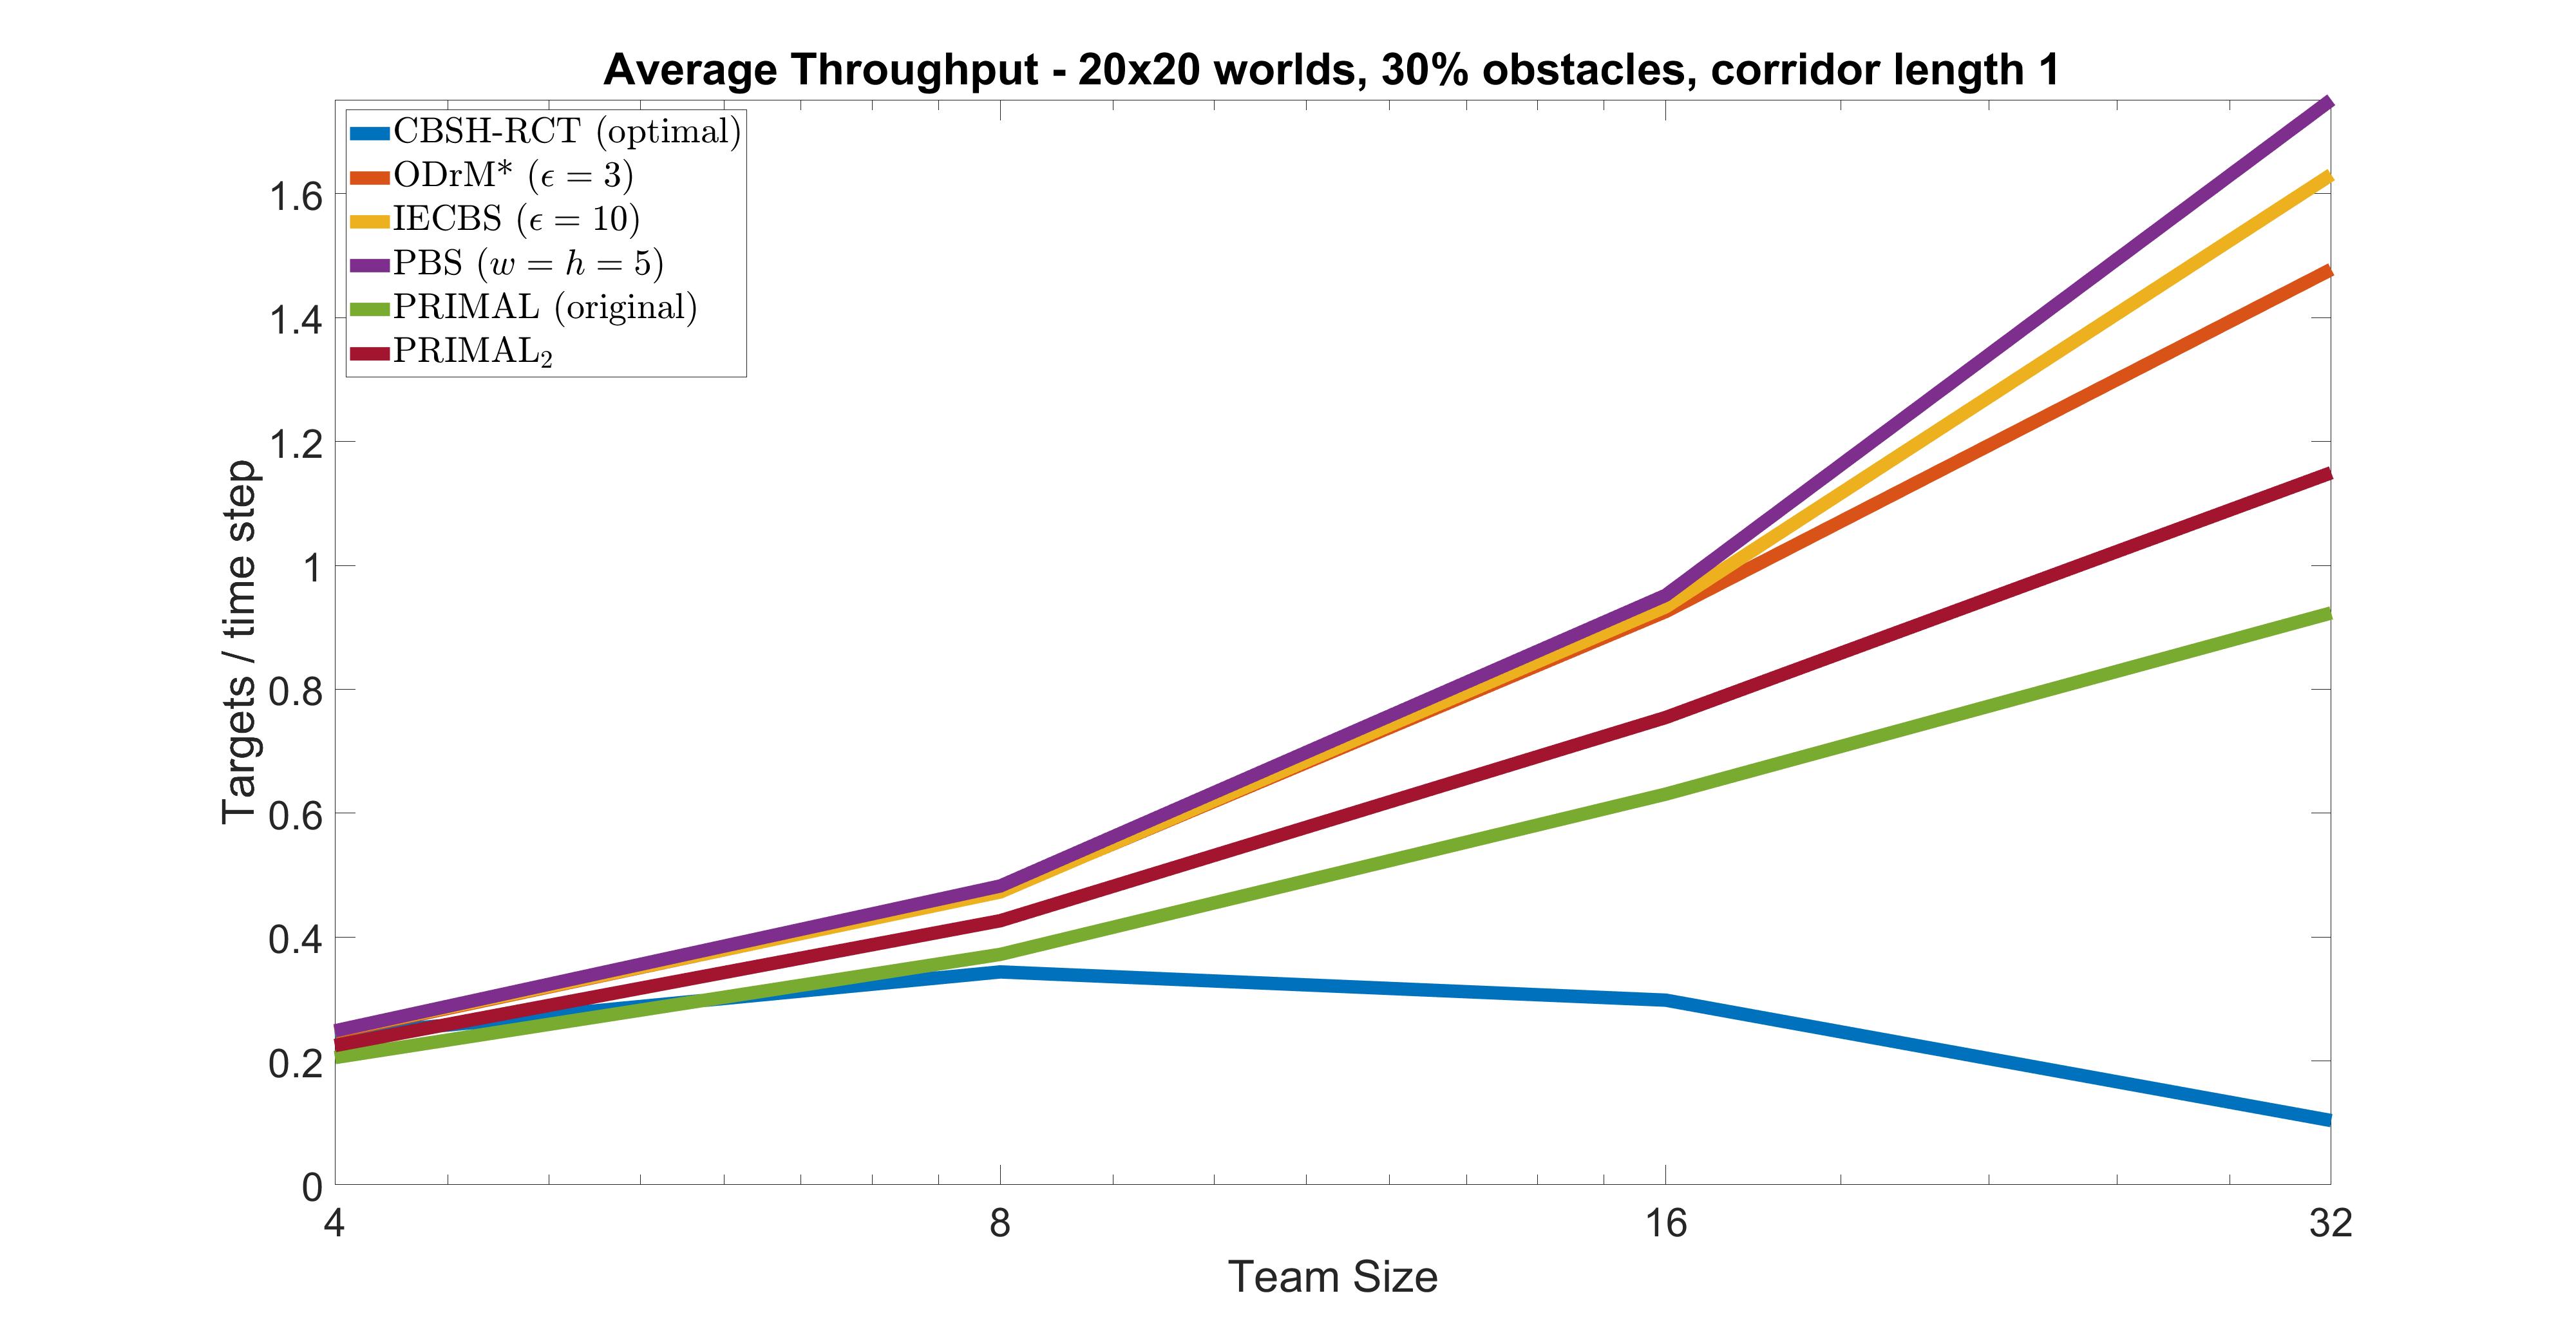 Average Throughput - 20x20 worlds, 30% obstacles, corridor length 1
CBSH-RCT (optimal)
ODrM* (ϵ = 3)
IECBS (ϵ = 10)
PBS (w = h = 5)
PRIMAL (original)
PRIMAL₂
Targets / time step
1.6
1.4
1.2
1
0.8
0.6
0.4
0.2
0
4 8 16 32
Team Size